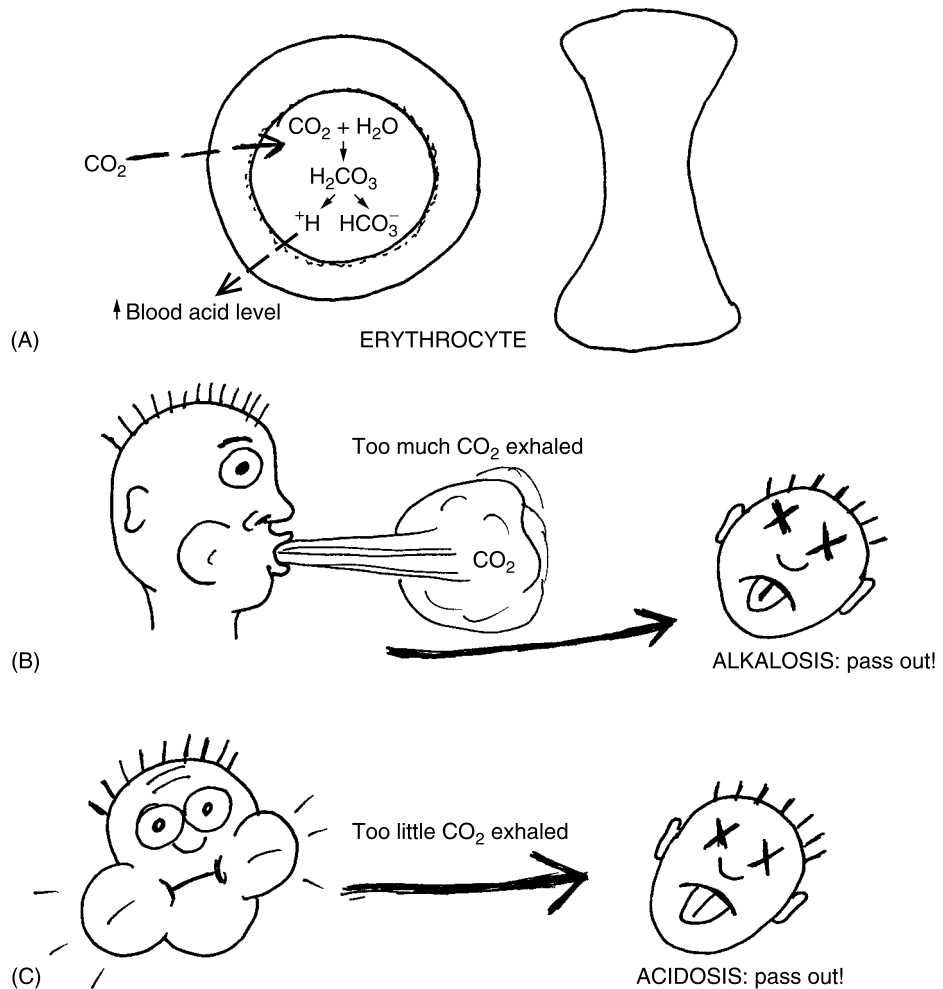 CO₂ + H₂O
CO₂
H₂CO₃
⁺H HCO₃⁻
Blood acid level
(A)
ERYTHROCYTE
Too much CO₂ exhaled
CO₂
(B)
ALKALOSIS: pass out!
Too little CO₂ exhaled
(C)
ACIDOSIS: pass out!